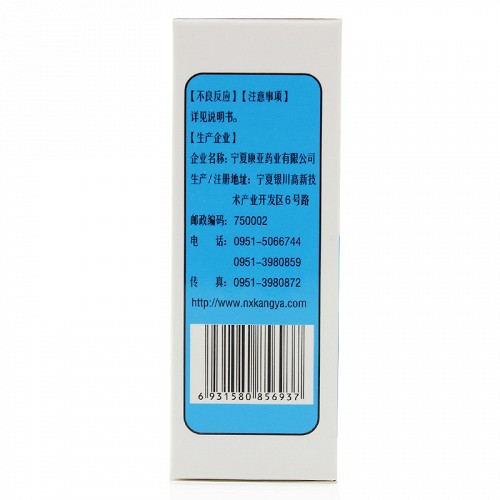 【不良反应】【注意事项】
详见说明书。
【生产企业】
企业名称：宁夏康亚药业有限公司
生产/注册地址：宁夏银川高新技
术产业开发区6号路
邮政编码：750002
电 话：0951-5066744
0951-3980859
传 真：0951-3980872
http://www.nxkangya.com
6 931580 856937